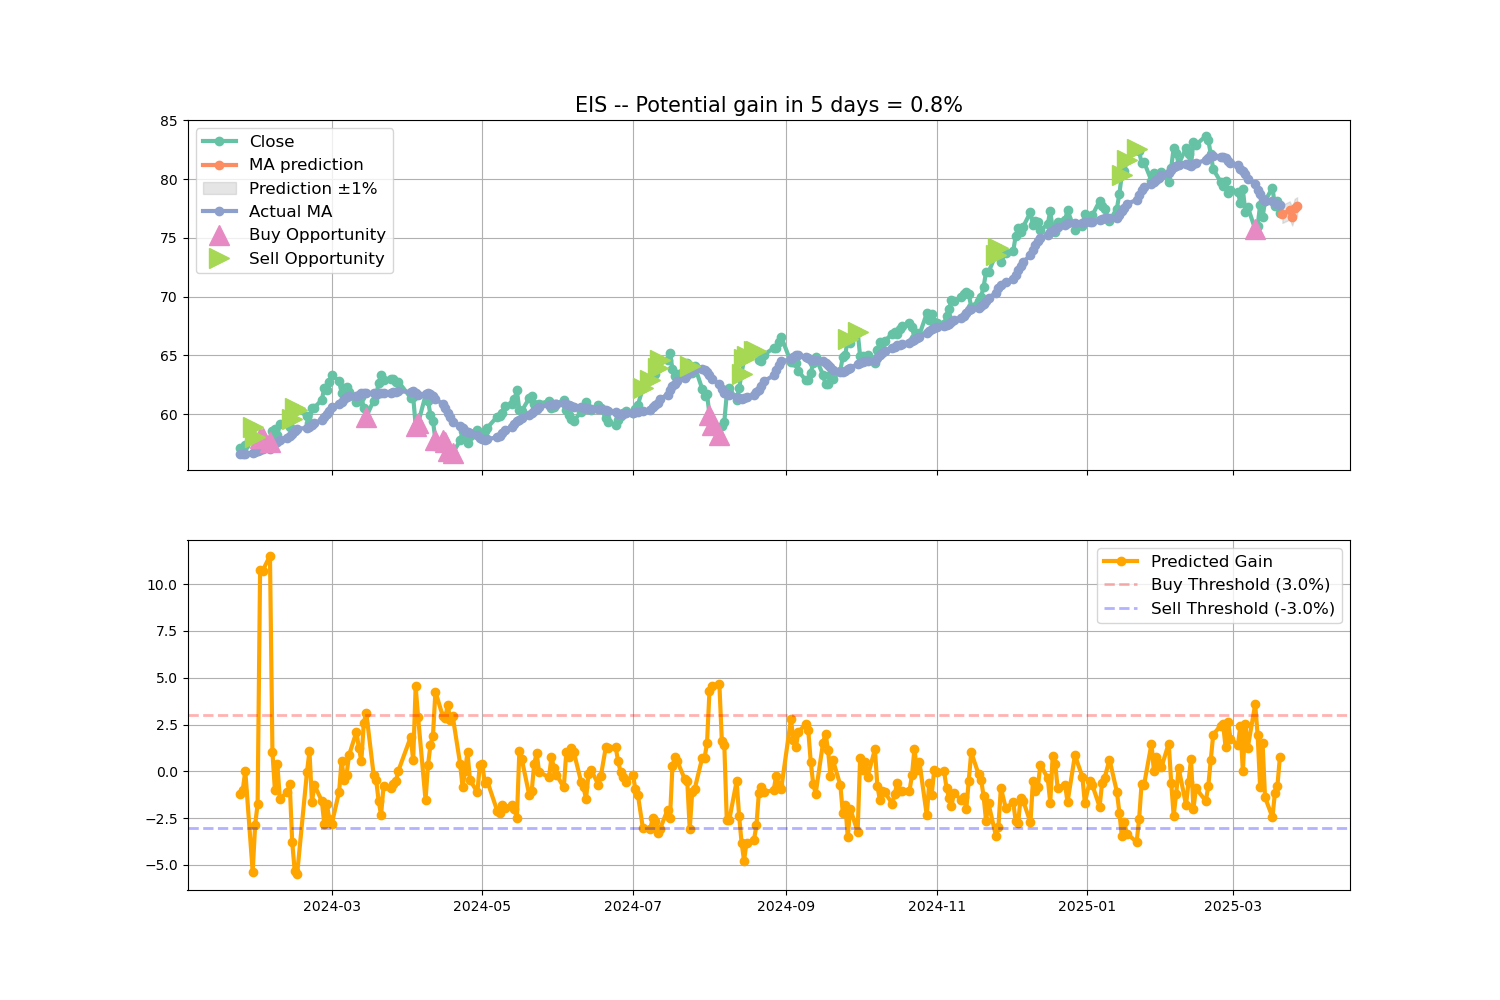 EIS -- Potential gain in 5 days = 0.8%
85
80
75
70
65
60
Close
MA prediction
Prediction ±1%
Actual MA
Buy Opportunity
Sell Opportunity
10.0
7.5
5.0
2.5
0.0
−2.5
−5.0
Predicted Gain
Buy Threshold (3.0%)
Sell Threshold (-3.0%)
2024-03
2024-05
2024-07
2024-09
2024-11
2025-01
2025-03